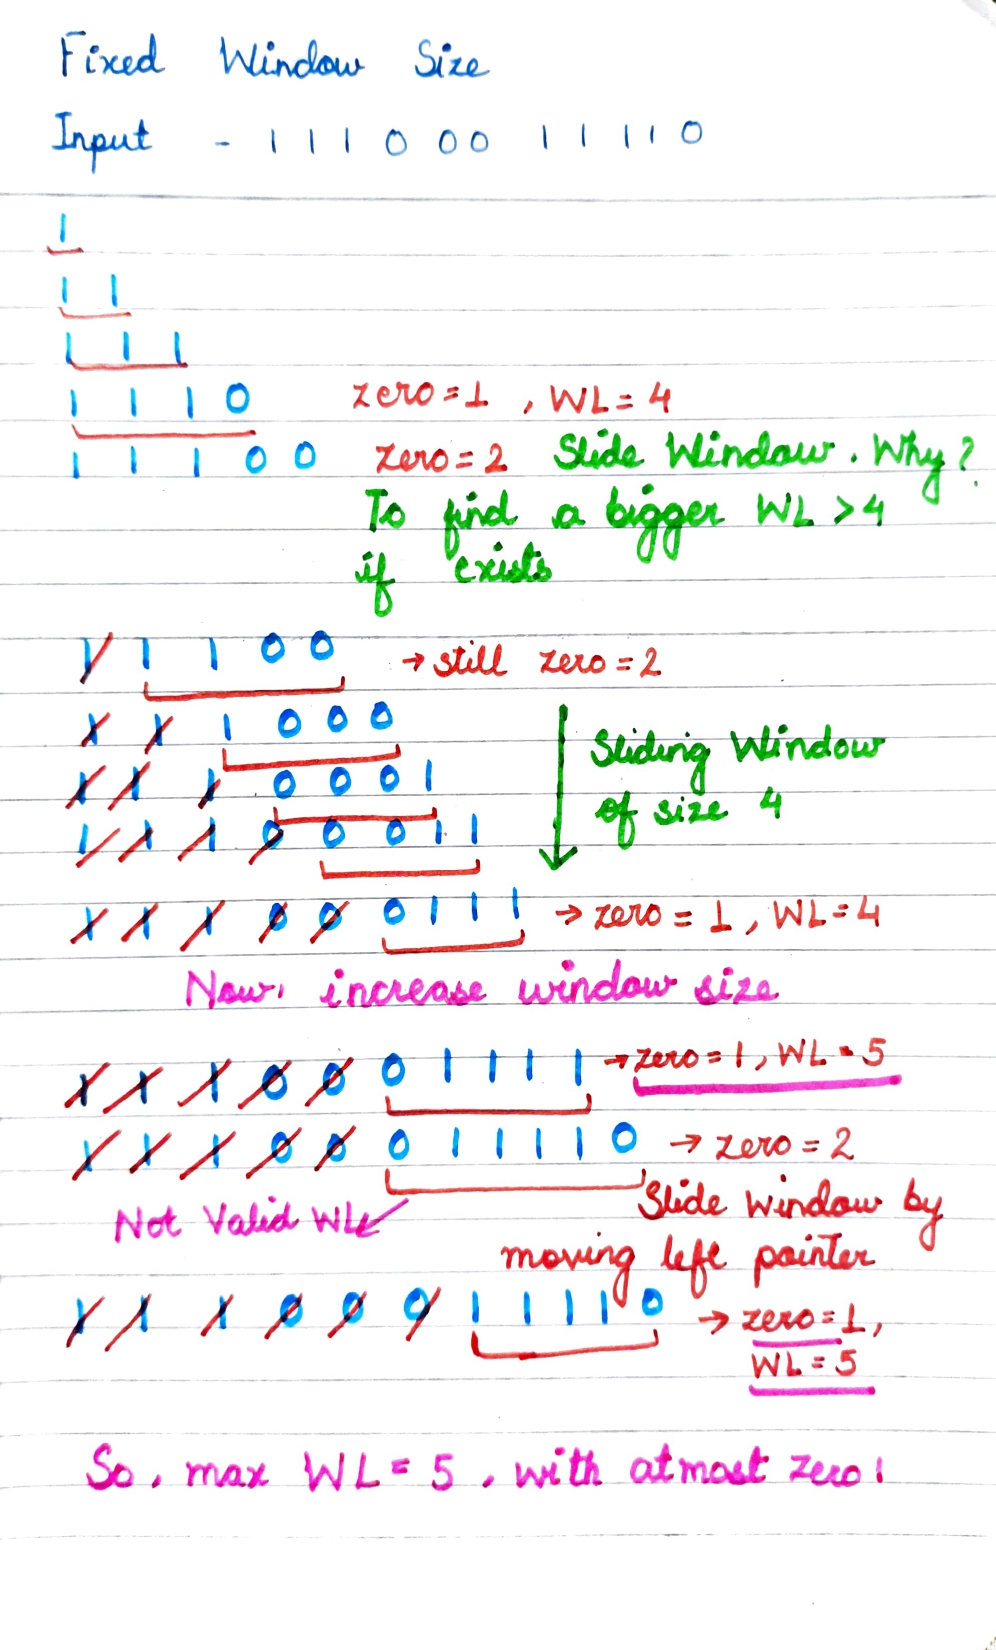 Fixed Window Size
Input - 1 1 1 0 0 0 1 1 1 1 0
1
1 1
1 1 1
1 1 1 0 zero = 1 , WL = 4
1 1 1 0 0 zero = 2 Slide Window. Why?
To find a bigger WL > 4
if exists
1 1 1 0 0 → still zero = 2
1 1 1 0 0 0
1 1 1 0 0 0 1
1 1 1 0 0 0 1 1
Sliding Window
of size 4
1 1 1 0 0 0 1 1 1 → zero = 1, WL = 4
Now, increase window size
1 1 1 0 0 0 1 1 1 1 → zero = 1, WL = 5
1 1 1 0 0 0 1 1 1 1 0 → zero = 2
Not Valid WL
Slide window by
moving left pointer
1 1 1 0 0 0 1 1 1 1 0 → zero = 1,
WL = 5
So, max WL = 5, with atmost zero 1